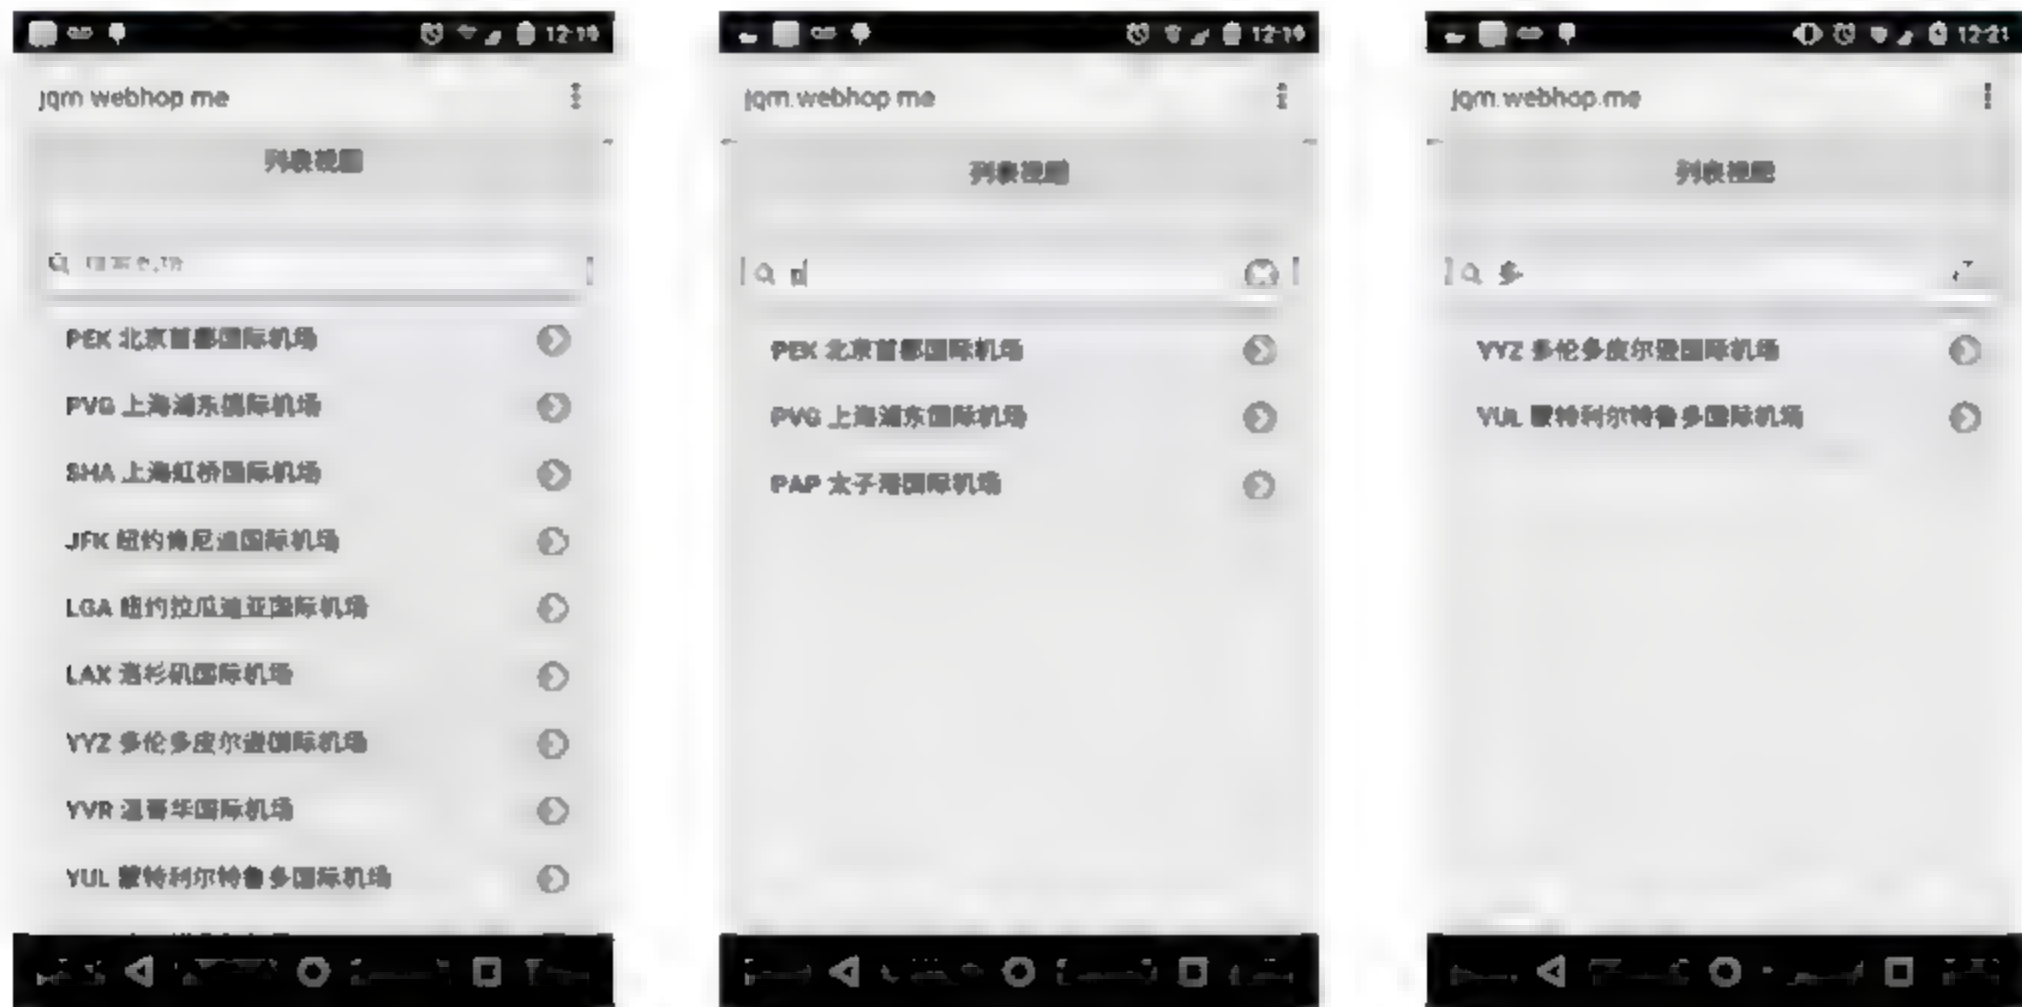 12:19
jqm.webhop.me
列表视图
PEK 北京首都国际机场
PVG 上海浦东国际机场
SHA 上海虹桥国际机场
JFK 纽约肯尼迪国际机场
LGA 纽约拉瓜迪亚国际机场
LAX 洛杉矶国际机场
YYZ 多伦多皮尔逊国际机场
YVR 温哥华国际机场
YUL 蒙特利尔特鲁多国际机场
12:19
jqm.webhop.me
列表视图
p
PEK 北京首都国际机场
PVG 上海浦东国际机场
PAP 太子港国际机场
12:21
jqm.webhop.me
列表视图
多
YYZ 多伦多皮尔逊国际机场
YUL 蒙特利尔特鲁多国际机场